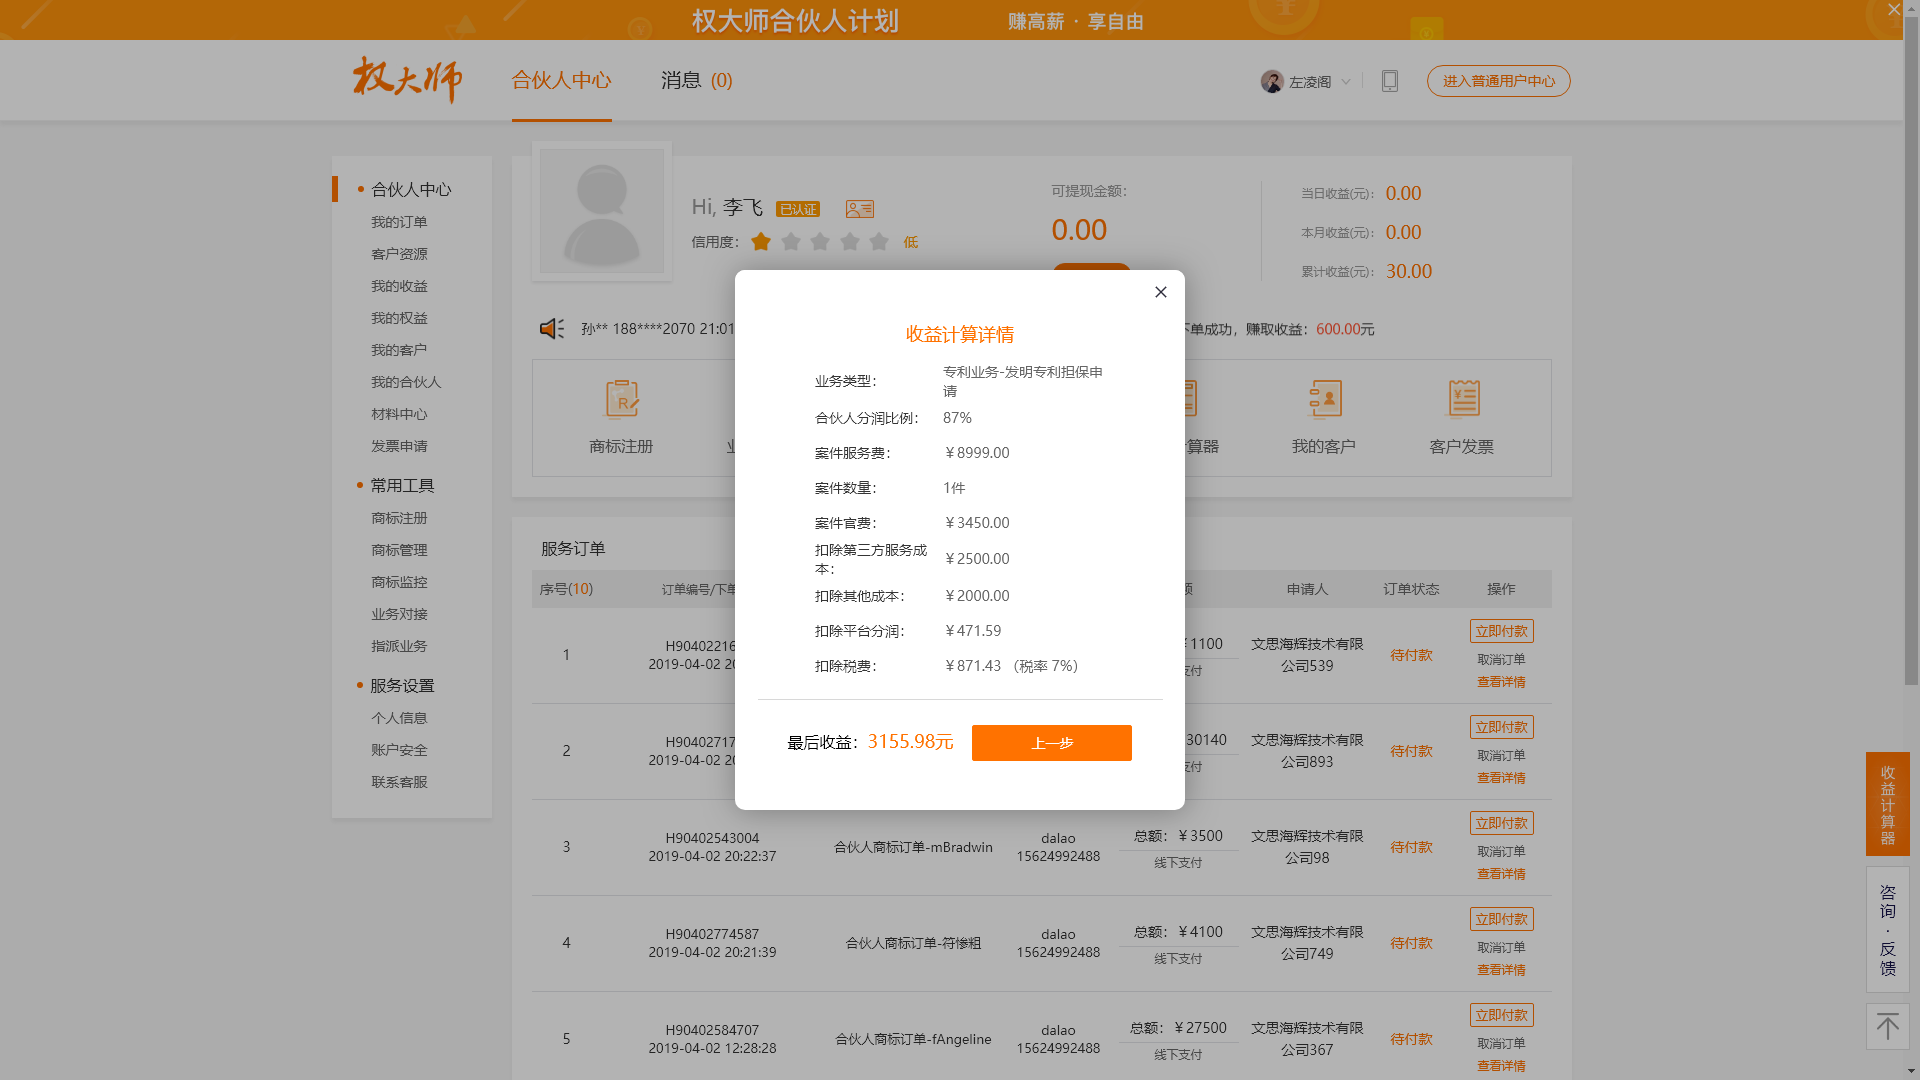 权大师合伙人计划 赚高薪 · 享自由
权大师 合伙人中心 消息 (0) 左凌阁 进入普通用户中心
合伙人中心
我的订单
客户资源
我的收益
我的权益
我的客户
我的合伙人
材料中心
发票申请
常用工具
商标注册
商标管理
商标监控
业务对接
指派业务
服务设置
个人信息
账户安全
联系客服
Hi, 李飞 已认证
信用度： 低
可提现金额：
0.00
当日收益(元)： 0.00
本月收益(元)： 0.00
累计收益(元)： 30.00
孙** 188****2070 21:01
下单成功，赚取收益：600.00元
商标注册
算器
我的客户
客户发票
收益计算详情
业务类型： 专利业务-发明专利担保申
请
合伙人分润比例： 87%
案件服务费： ￥8999.00
案件数量： 1件
案件官费： ￥3450.00
扣除第三方服务成
本： ￥2500.00
扣除其他成本： ￥2000.00
扣除平台分润： ￥471.59
扣除税费： ￥871.43 （税率 7%）
最后收益：3155.98元 上一步
服务订单
序号(10) 订单编号/下单 额 申请人 订单状态 操作
1 H90402216
2019-04-02 20
￥1100
支付
文思海辉技术有限
公司539
待付款
立即付款
取消订单
查看详情
2 H90402717
2019-04-02 20
30140
支付
文思海辉技术有限
公司893
待付款
立即付款
取消订单
查看详情
3 H90402543004
2019-04-02 20:22:37
合伙人商标订单-mBradwin
dalao
15624992488
总额：￥3500
线下支付
文思海辉技术有限
公司98
待付款
立即付款
取消订单
查看详情
4 H90402774587
2019-04-02 20:21:39
合伙人商标订单-符惨粗
dalao
15624992488
总额：￥4100
线下支付
文思海辉技术有限
公司749
待付款
立即付款
取消订单
查看详情
5 H90402584707
2019-04-02 12:28:28
合伙人商标订单-fAngeline
dalao
15624992488
总额：￥27500
线下支付
文思海辉技术有限
公司367
待付款
立即付款
取消订单
查看详情
收益计算器
咨询·反馈